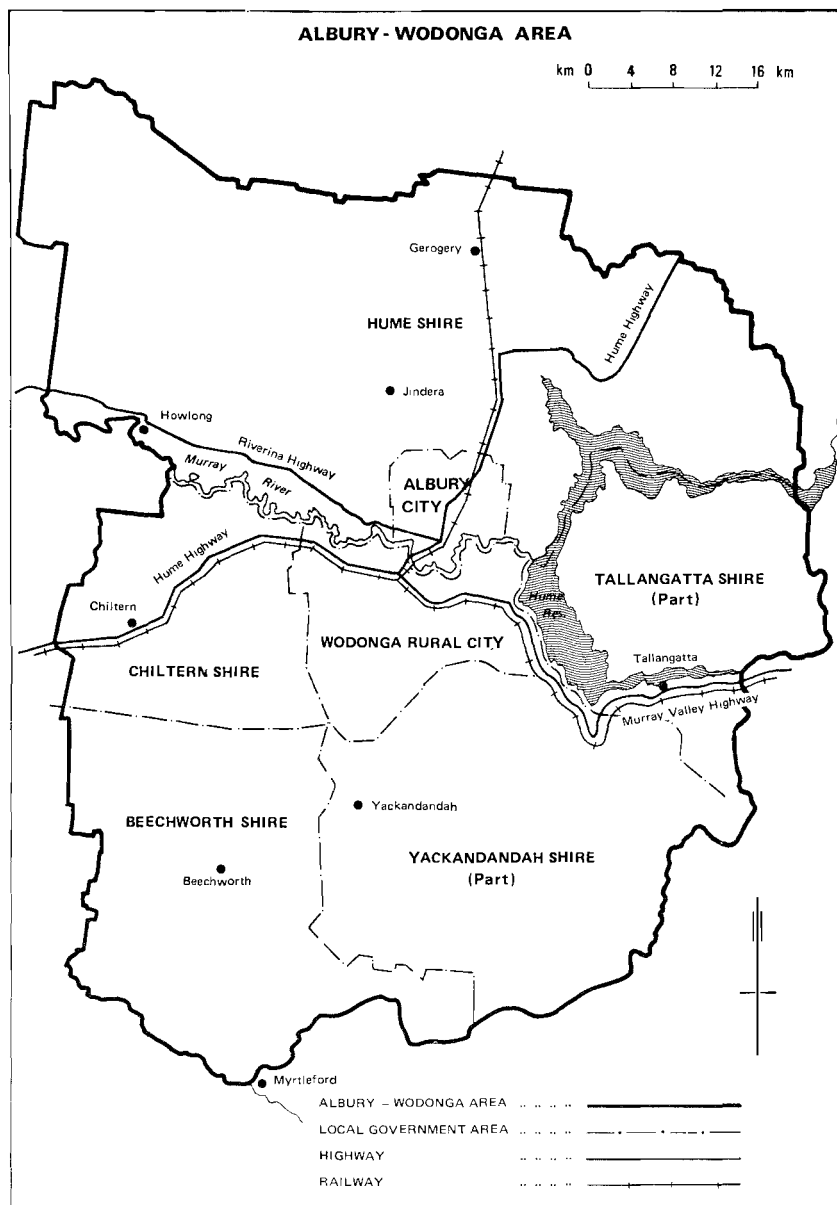 ALBURY - WODONGA AREA
km 0 4 8 12 16 km
Gerogery
Hume Highway
HUME SHIRE
Jindera
Howlong
Riverina Highway
Murray River
ALBURY
CITY
Hume Highway
TALLANGATTA SHIRE
(Part)
Hume
Res.
Chiltern
WODONGA RURAL CITY
Tallangatta
CHILTERN SHIRE
Murray Valley Highway
Yackandandah
BEECHWORTH SHIRE
YACKANDANDAH SHIRE
(Part)
Beechworth
Myrtleford
ALBURY – WODONGA AREA .. .. .. ..
LOCAL GOVERNMENT AREA .. .. .. ..
HIGHWAY .. .. .. ..
RAILWAY .. .. .. ..